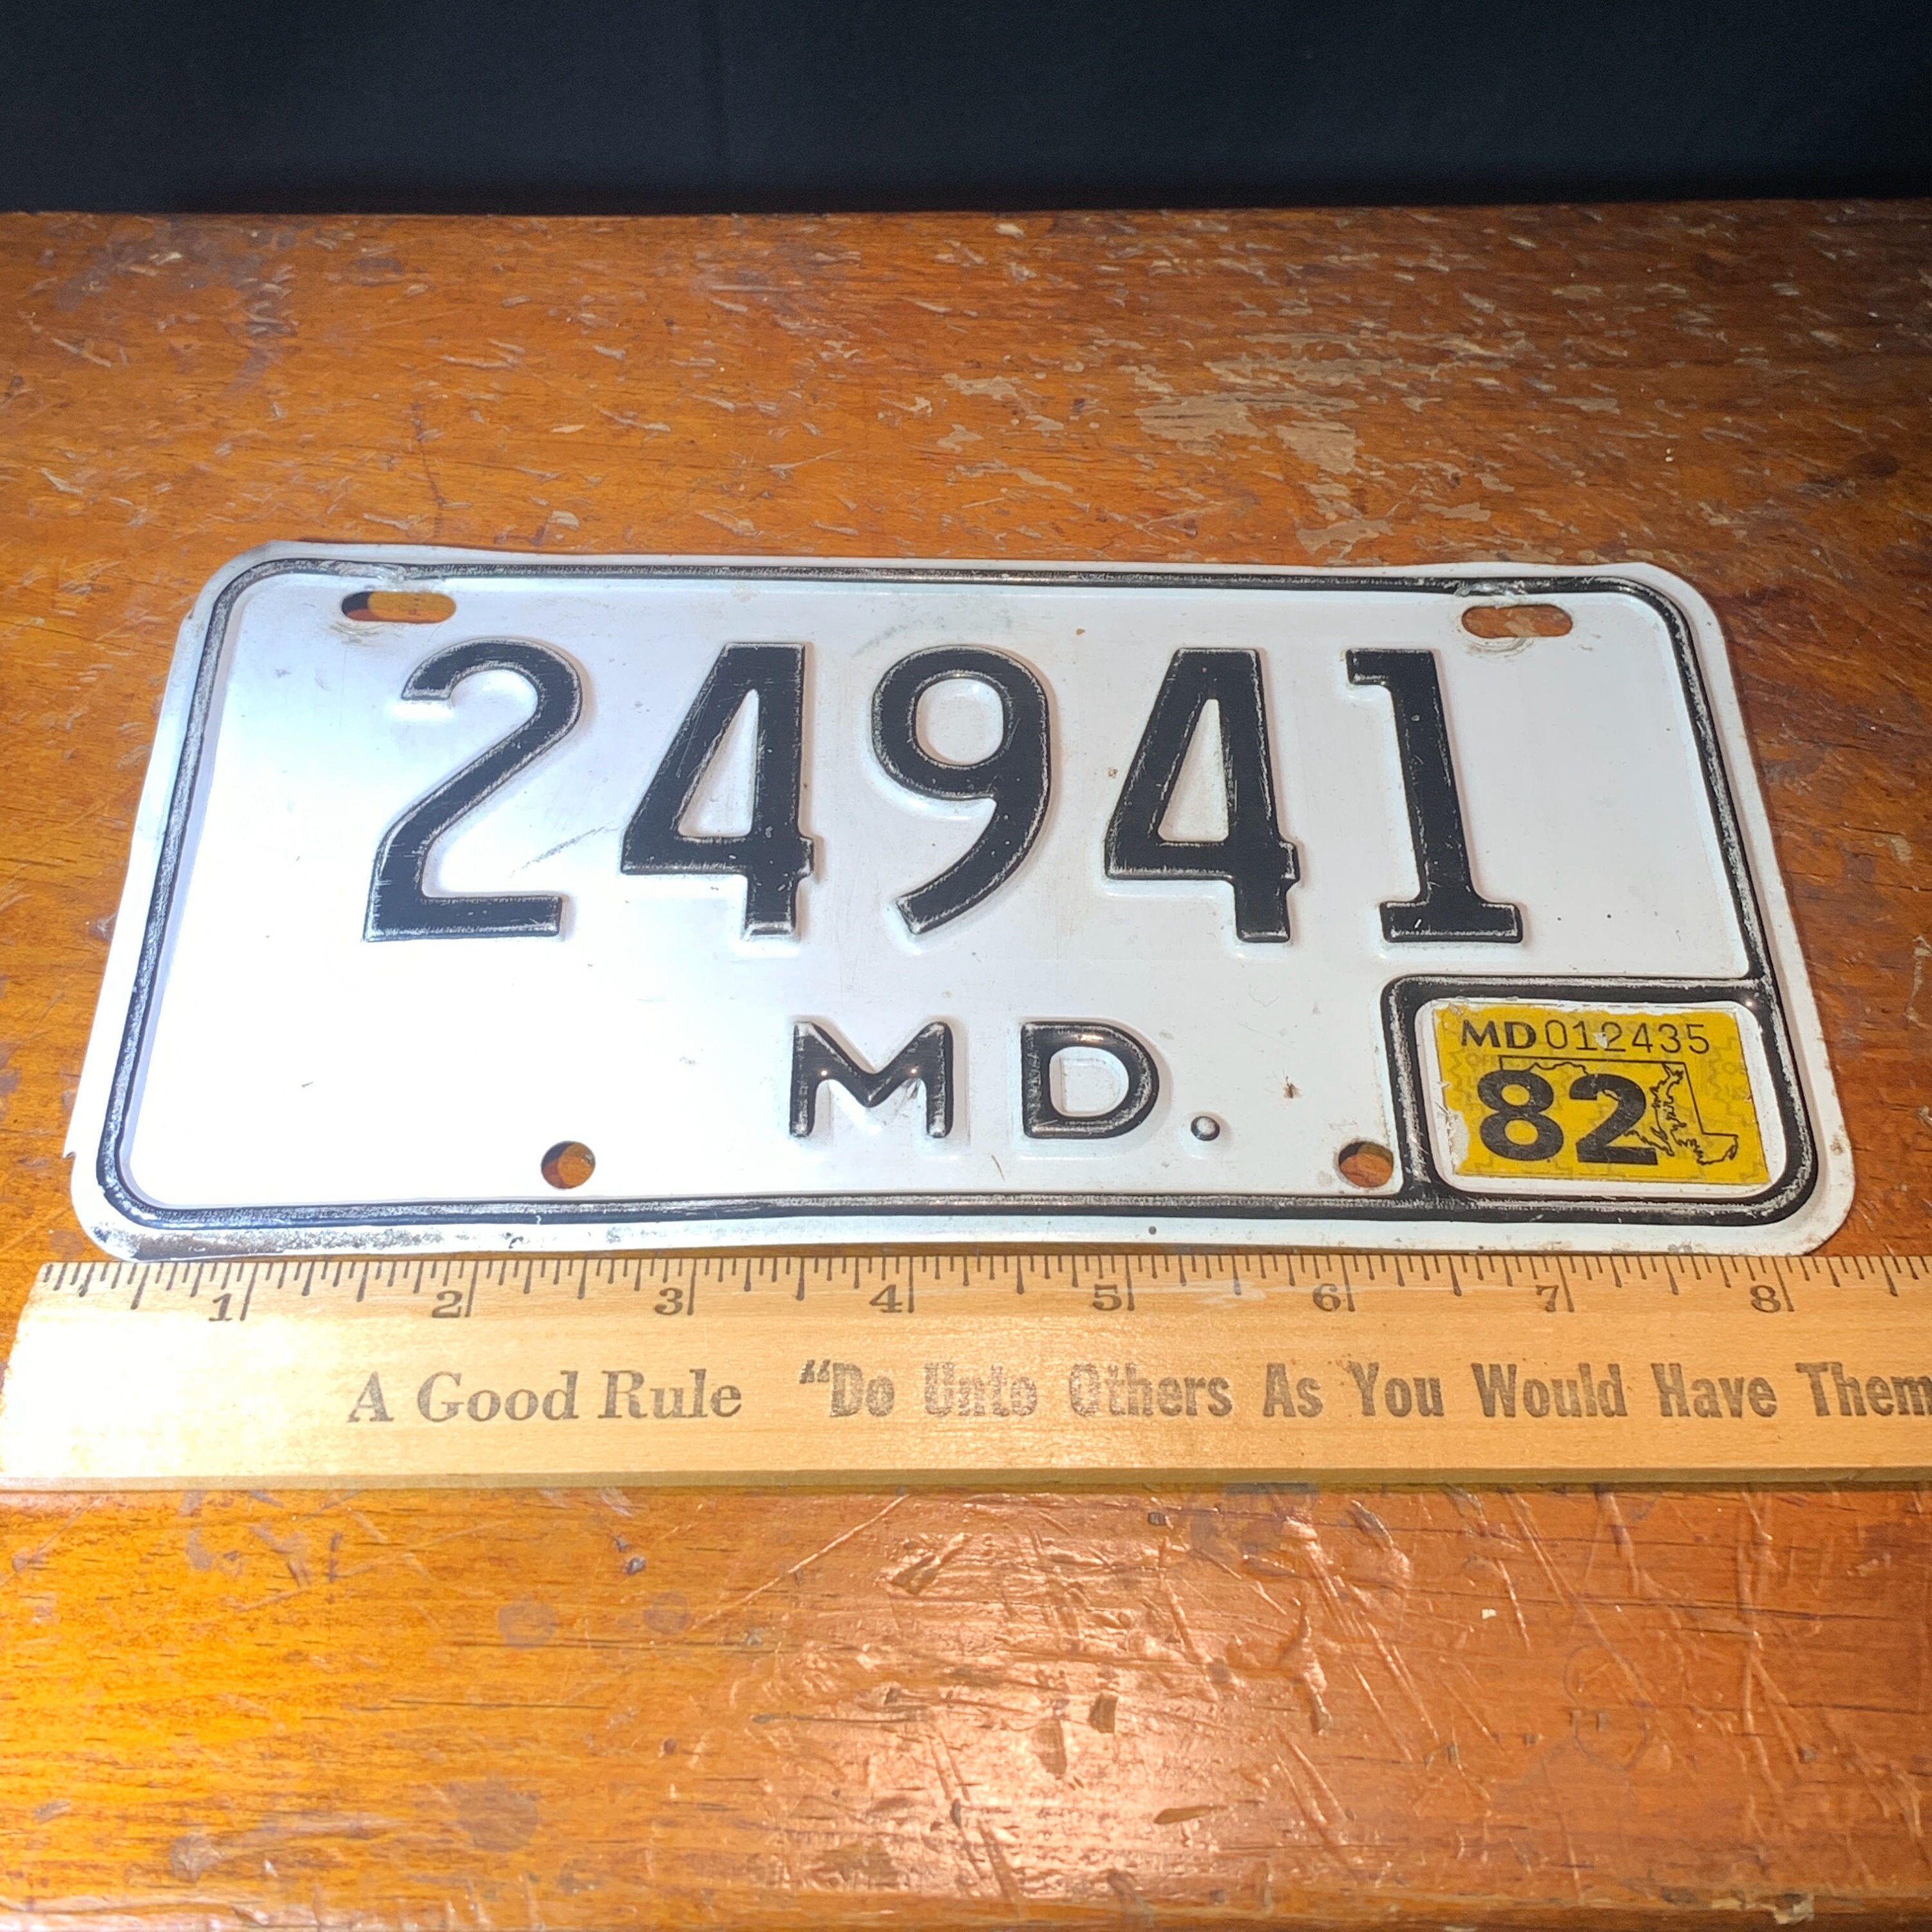 24941
MD.
MD012435
82
1 2 3 4 5 6 7 8
A Good Rule "Do Unto Others As You Would Have Them